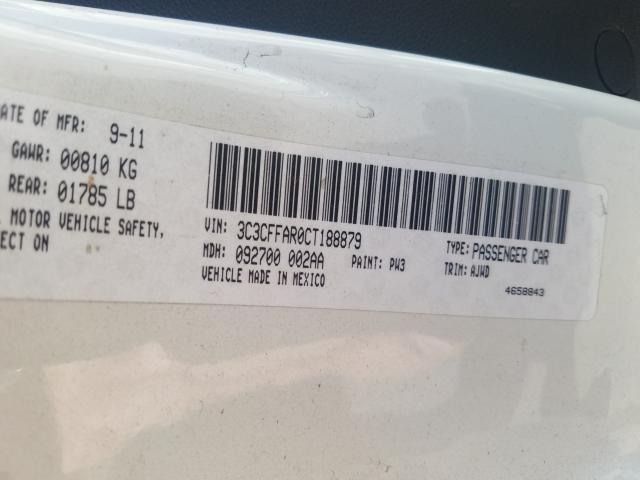 ATE OF MFR: 9-11
GAWR: 00810 KG
REAR: 01785 LB
MOTOR VEHICLE SAFETY,
ECT ON
VIN: 3C3CFFAR0CT188879
TYPE: PASSENGER CAR
MDH: 092700 002AA
PAINT: PW3
TRIM: AJWD
VEHICLE MADE IN MEXICO
4658843